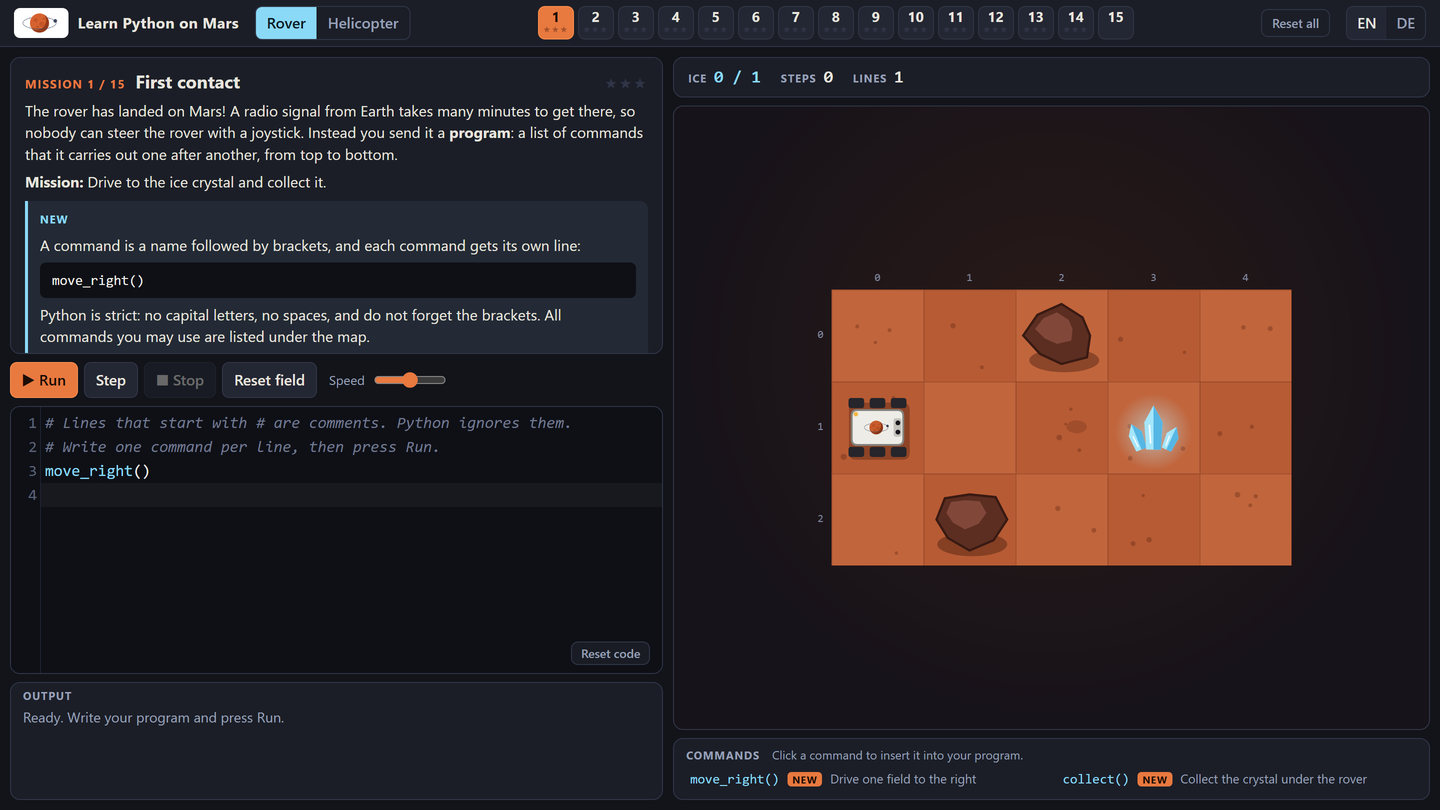 Learn Python on Mars
Rover
Helicopter
1
2
3
4
5
6
7
8
9
10
11
12
13
14
15
Reset all
EN
DE
MISSION 1 / 15 First contact
The rover has landed on Mars! A radio signal from Earth takes many minutes to get there, so
nobody can steer the rover with a joystick. Instead you send it a program: a list of commands
that it carries out one after another, from top to bottom.
Mission: Drive to the ice crystal and collect it.
NEW
A command is a name followed by brackets, and each command gets its own line:
move_right()
Python is strict: no capital letters, no spaces, and do not forget the brackets. All
commands you may use are listed under the map.
▶ Run
Step
■ Stop
Reset field
Speed
1 # Lines that start with # are comments. Python ignores them.
2 # Write one command per line, then press Run.
3 move_right()
4
Reset code
OUTPUT
Ready. Write your program and press Run.
ICE 0 / 1 STEPS 0 LINES 1
0 1 2 3 4
0
1
2
COMMANDS Click a command to insert it into your program.
move_right() NEW Drive one field to the right
collect() NEW Collect the crystal under the rover